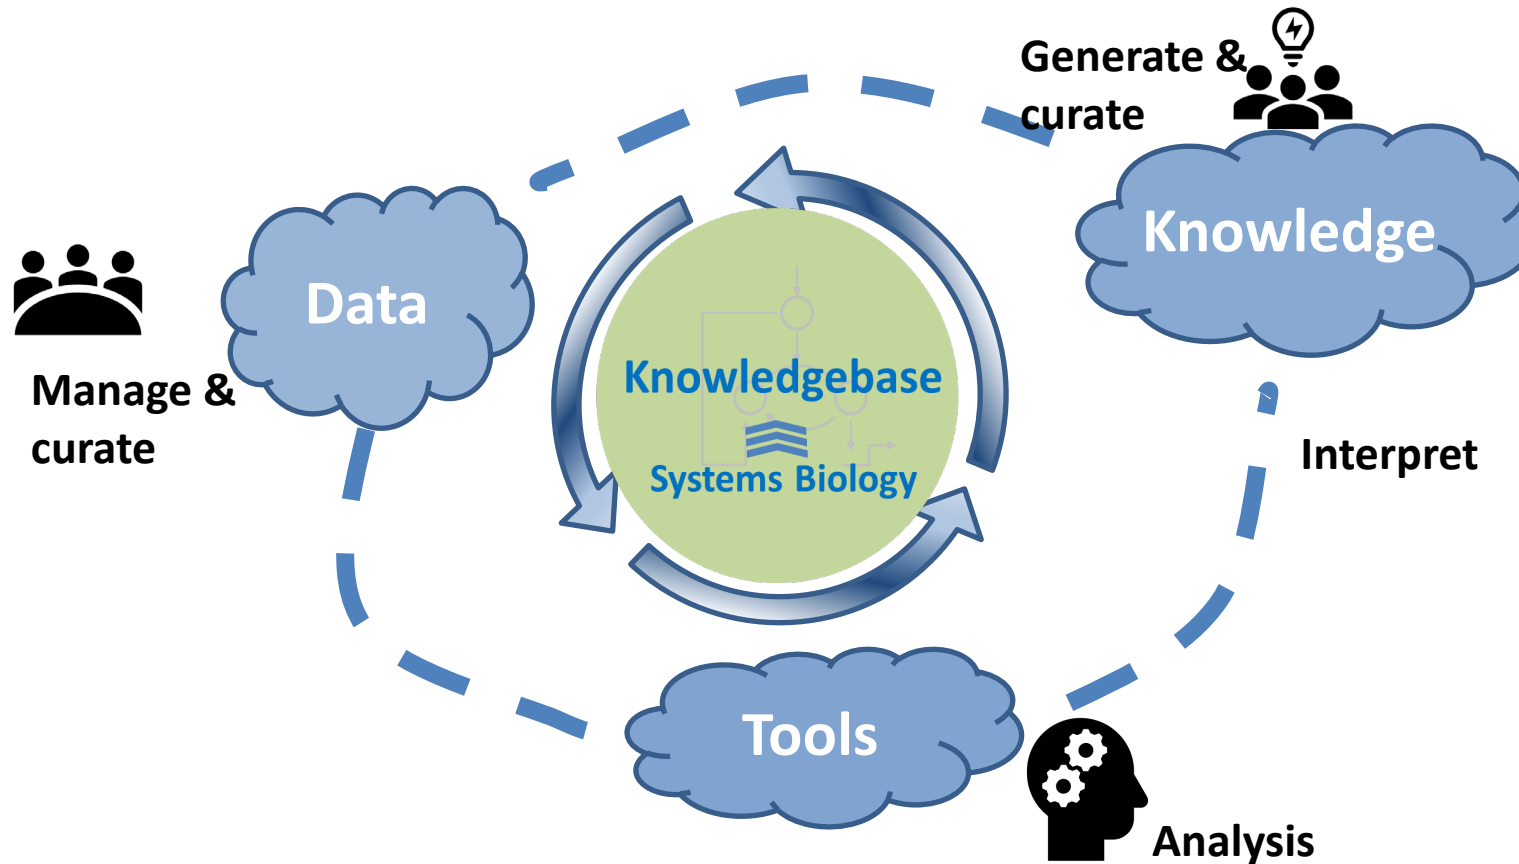 Generate &
curate
Knowledge
Data
Manage &
curate
Knowledgebase
Systems Biology
Interpret
Tools
Analysis